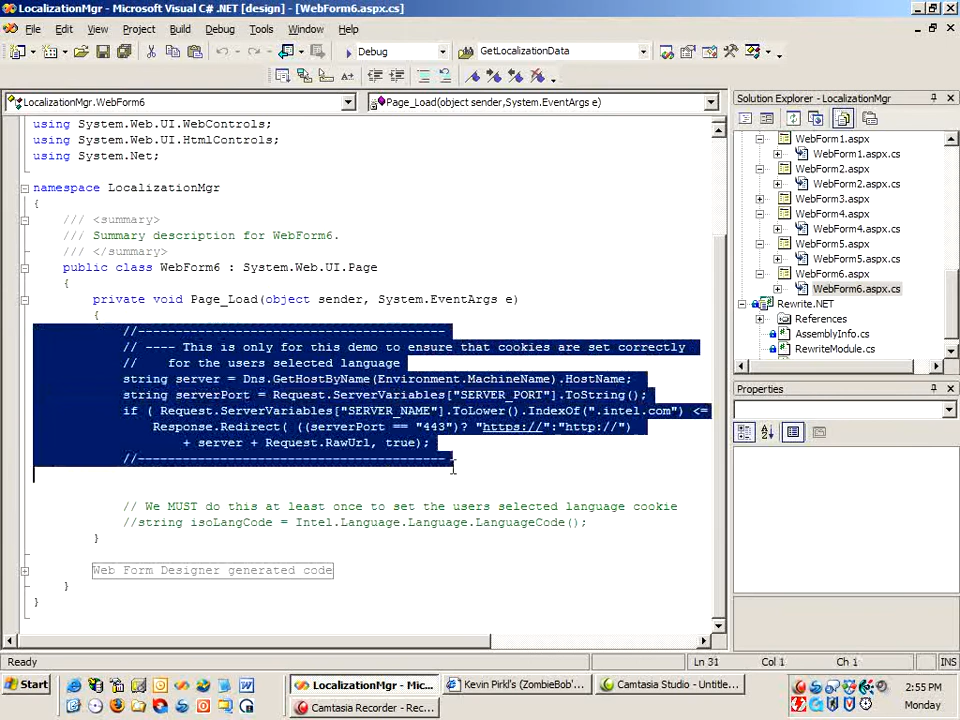 LocalizationMgr - Microsoft Visual C# .NET [design] - [WebForm6.aspx.cs]
File Edit View Project Build Debug Tools Window Help
Debug GetLocalizationData
LocalizationMgr.WebForm6 Page_Load(object sender,System.EventArgs e)
using System.Web.UI.WebControls;
using System.Web.UI.HtmlControls;
using System.Net;
namespace LocalizationMgr
{
/// <summary>
/// Summary description for WebForm6.
/// </summary>
public class WebForm6 : System.Web.UI.Page
{
private void Page_Load(object sender, System.EventArgs e)
{
//-----------------------------------------
// ---- This is only for this demo to ensure that cookies are set correctly
//      for the users selected language
string server = Dns.GetHostByName(Environment.MachineName).HostName;
string serverPort = Request.ServerVariables["SERVER_PORT"].ToString();
if ( Request.ServerVariables["SERVER_NAME"].ToLower().IndexOf(".intel.com") <=
Response.Redirect( ((serverPort == "443")? "https://":"http://")
+ server + Request.RawUrl, true);
//-----------------------------------------
// We MUST do this at least once to set the users selected language cookie
//string isoLangCode = Intel.Language.Language.LanguageCode();
}
Web Form Designer generated code
}
}
Solution Explorer - LocalizationMgr
WebForm1.aspx
WebForm1.aspx.cs
WebForm2.aspx
WebForm2.aspx.cs
WebForm3.aspx
WebForm4.aspx
WebForm4.aspx.cs
WebForm5.aspx
WebForm5.aspx.cs
WebForm6.aspx
WebForm6.aspx.cs
Rewrite.NET
References
AssemblyInfo.cs
RewriteModule.cs
Properties
Ready Ln 31 Col 1 Ch 1 INS
Start LocalizationMgr - Mic... Kevin Pirkl's (ZombieBob'... Camtasia Studio - Untitle... 2:55 PM
Camtasia Recorder - Rec... Monday